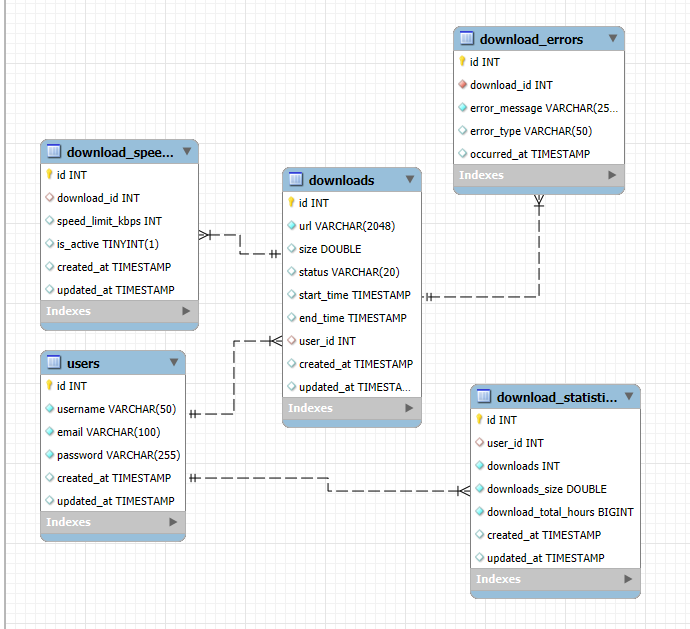 download_errors
id INT
download_id INT
error_message VARCHAR(25...
error_type VARCHAR(50)
occurred_at TIMESTAMP
Indexes
download_spee...
id INT
download_id INT
speed_limit_kbps INT
is_active TINYINT(1)
created_at TIMESTAMP
updated_at TIMESTAMP
Indexes
downloads
id INT
url VARCHAR(2048)
size DOUBLE
status VARCHAR(20)
start_time TIMESTAMP
end_time TIMESTAMP
user_id INT
created_at TIMESTAMP
updated_at TIMESTA...
Indexes
users
id INT
username VARCHAR(50)
email VARCHAR(100)
password VARCHAR(255)
created_at TIMESTAMP
updated_at TIMESTAMP
Indexes
download_statisti...
id INT
user_id INT
downloads INT
downloads_size DOUBLE
download_total_hours BIGINT
created_at TIMESTAMP
updated_at TIMESTAMP
Indexes